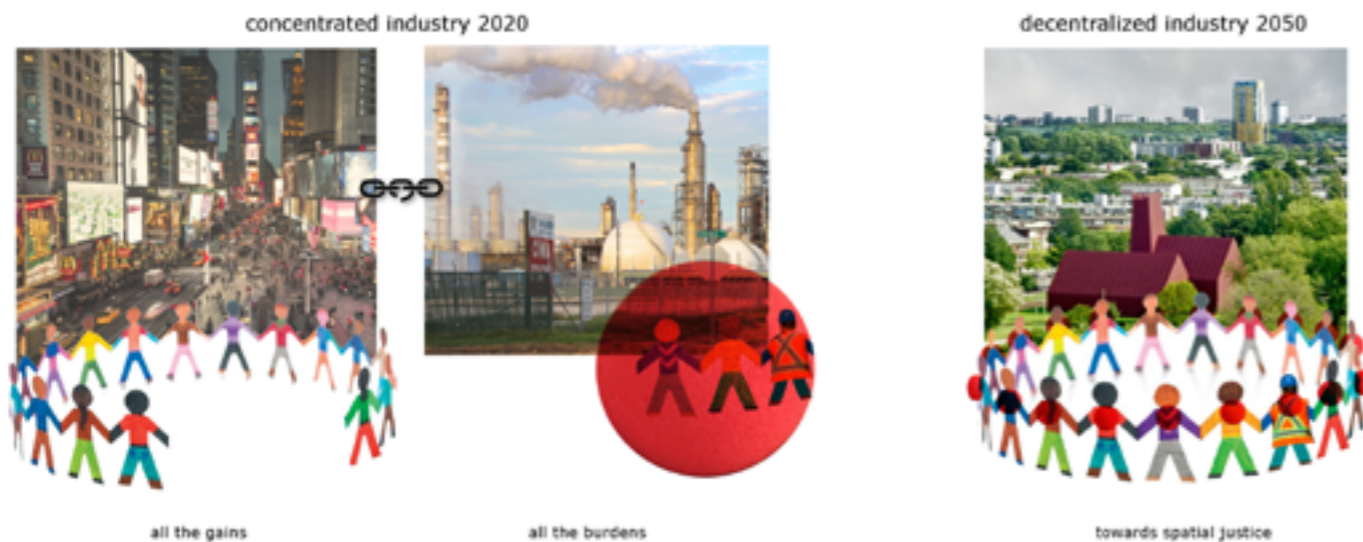 concentrated industry 2020
decentralized industry 2050
all the gains
all the burdens
towards spatial justice